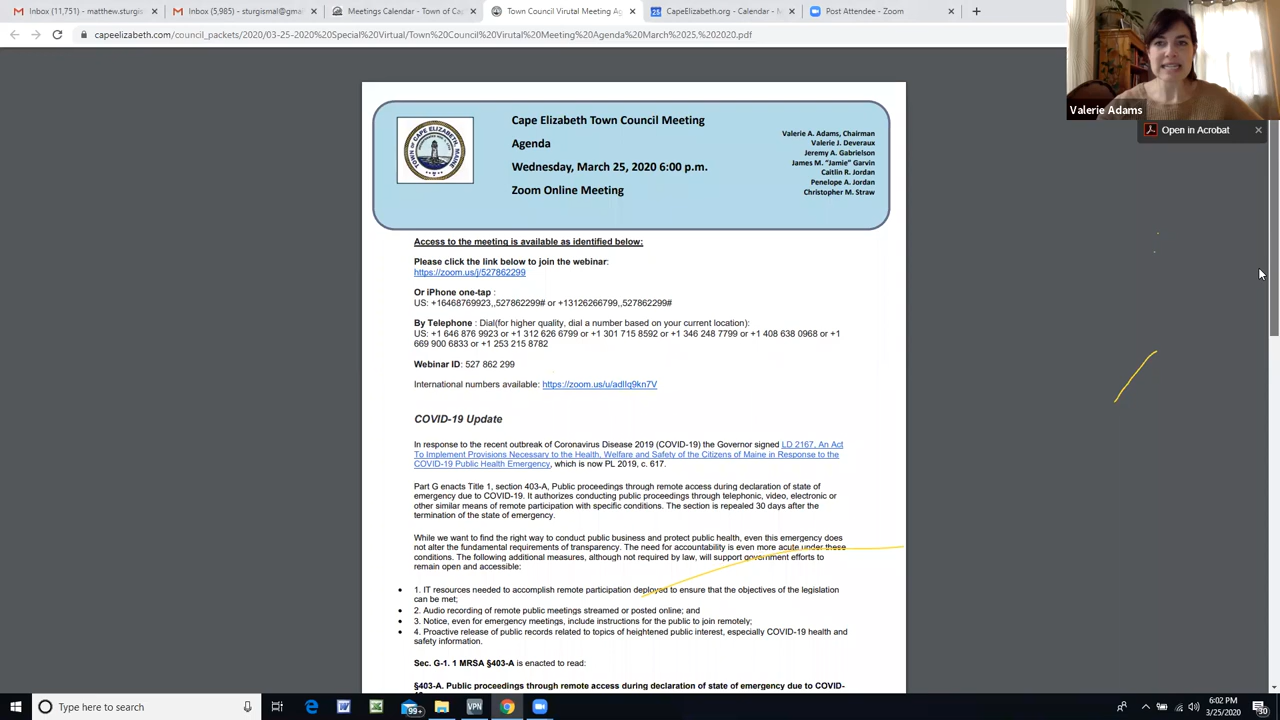 Inbox (11,751) - matthew.sturgis
Inbox (5,985) - sturgismal@gmai
Meetings Calendar - Town of Cap
Town Council Virutal Meeting Ag
CapeElizabeth.org - Calendar - M
Post Attendee - Zoom
capeelizabeth.com/council_packets/2020/03-25-2020%20Special%20Virtual/Town%20Council%20Virutal%20Meeting%20Agenda%20March%2025,%202020.pdf
Valerie Adams
Open in Acrobat
Cape Elizabeth Town Council Meeting
Agenda
Wednesday, March 25, 2020 6:00 p.m.
Zoom Online Meeting
Valerie A. Adams, Chairman
Valerie J. Deveraux
Jeremy A. Gabrielson
James M. "Jamie" Garvin
Caitlin R. Jordan
Penelope A. Jordan
Christopher M. Straw
Access to the meeting is available as identified below:
Please click the link below to join the webinar:
https://zoom.us/j/527862299
Or iPhone one-tap :
US: +16468769923,,527862299# or +13126266799,,527862299#
By Telephone : Dial(for higher quality, dial a number based on your current location):
US: +1 646 876 9923 or +1 312 626 6799 or +1 301 715 8592 or +1 346 248 7799 or +1 408 638 0968 or +1
669 900 6833 or +1 253 215 8782
Webinar ID: 527 862 299
International numbers available: https://zoom.us/u/adlIq9kn7V
COVID-19 Update
In response to the recent outbreak of Coronavirus Disease 2019 (COVID-19) the Governor signed LD 2167, An Act
To Implement Provisions Necessary to the Health, Welfare and Safety of the Citizens of Maine in Response to the
COVID-19 Public Health Emergency, which is now PL 2019, c. 617.
Part G enacts Title 1, section 403-A, Public proceedings through remote access during declaration of state of
emergency due to COVID-19. It authorizes conducting public proceedings through telephonic, video, electronic or
other similar means of remote participation with specific conditions. The section is repealed 30 days after the
termination of the state of emergency.
While we want to find the right way to conduct public business and protect public health, even this emergency does
not alter the fundamental requirements of transparency. The need for accountability is even more acute under these
conditions. The following additional measures, although not required by law, will support government efforts to
remain open and accessible:
• 1. IT resources needed to accomplish remote participation deployed to ensure that the objectives of the legislation
can be met;
• 2. Audio recording of remote public meetings streamed or posted online; and
• 3. Notice, even for emergency meetings, include instructions for the public to join remotely;
• 4. Proactive release of public records related to topics of heightened public interest, especially COVID-19 health and
safety information.
Sec. G-1. 1 MRSA §403-A is enacted to read:
§403-A. Public proceedings through remote access during declaration of state of emergency due to COVID-
Type here to search
99+
VPN
6:02 PM
3/25/2020
30